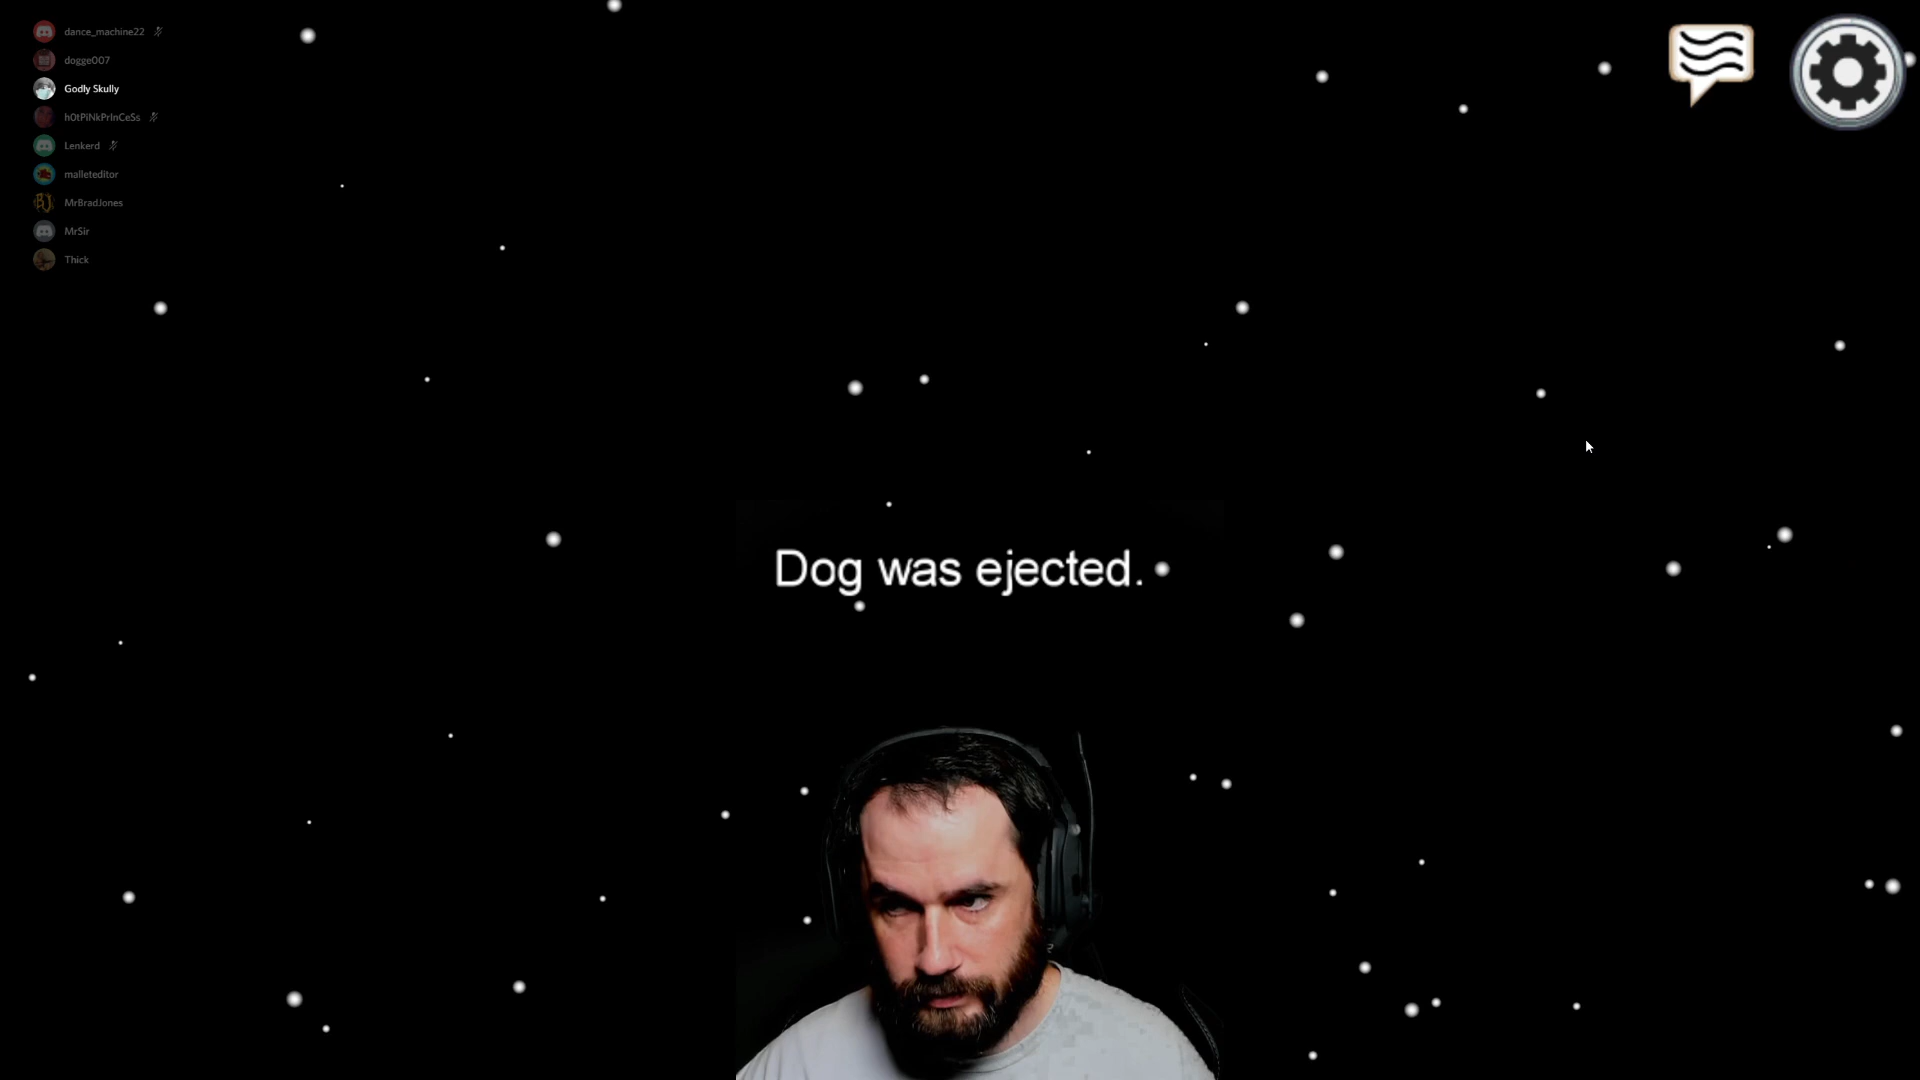 dance_machine22
dogge007
Godly Skully
h0tPiNkPrInCeSs
Lenkerd
malleteditor
MrBradJones
MrSir
Thick
Dog was ejected.